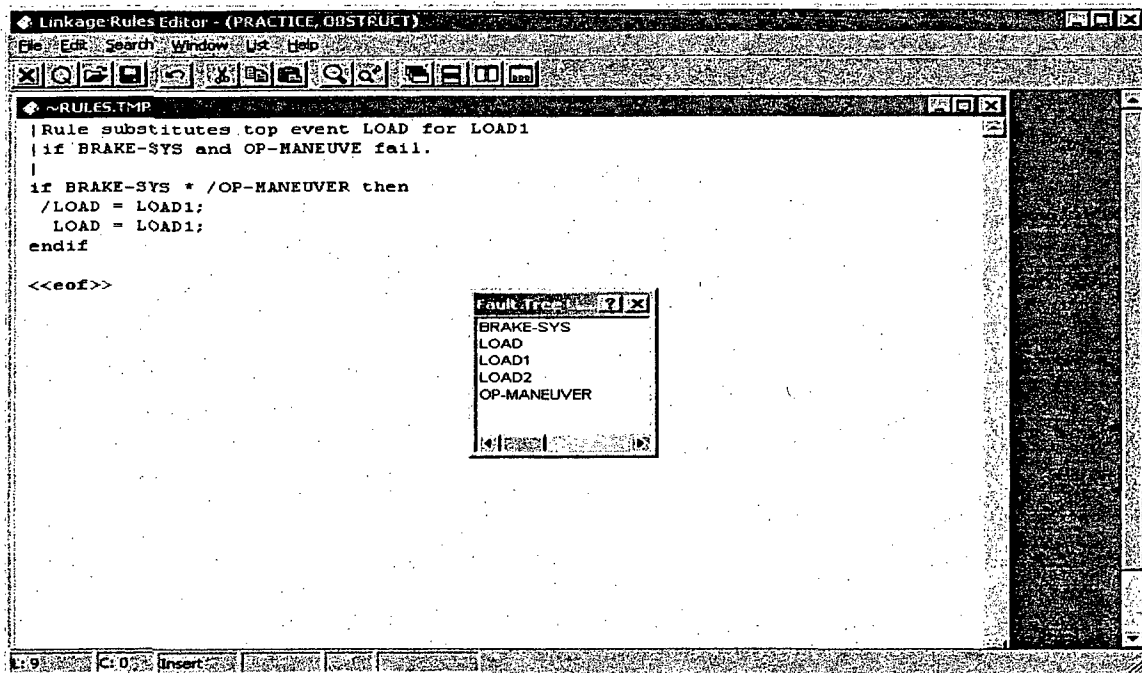 Linkage Rules Editor - (PRACTICE, OBSTRUCT)
File Edit Search Window List Help
~RULES.TMP
|Rule substitutes top event LOAD for LOAD1
|if BRAKE-SYS and OP-MANEUVE fail.
|
if BRAKE-SYS * /OP-MANEUVER then
/LOAD = LOAD1;
LOAD = LOAD1;
endif
<<eof>>
Fault Tree
BRAKE-SYS
LOAD
LOAD1
LOAD2
OP-MANEUVER
L: 9 C: 0 Insert